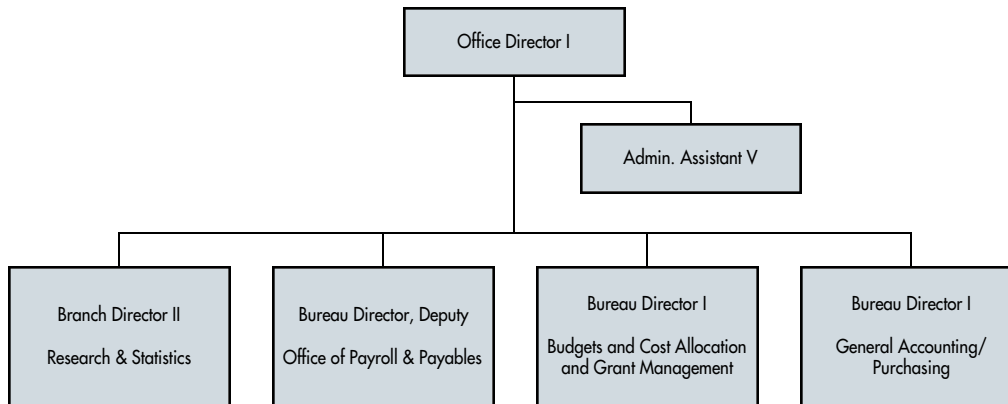 Office Director I
Admin. Assistant V
Branch Director II
Research & Statistics
Bureau Director, Deputy
Office of Payroll & Payables
Bureau Director I
Budgets and Cost Allocation
and Grant Management
Bureau Director I
General Accounting/
Purchasing